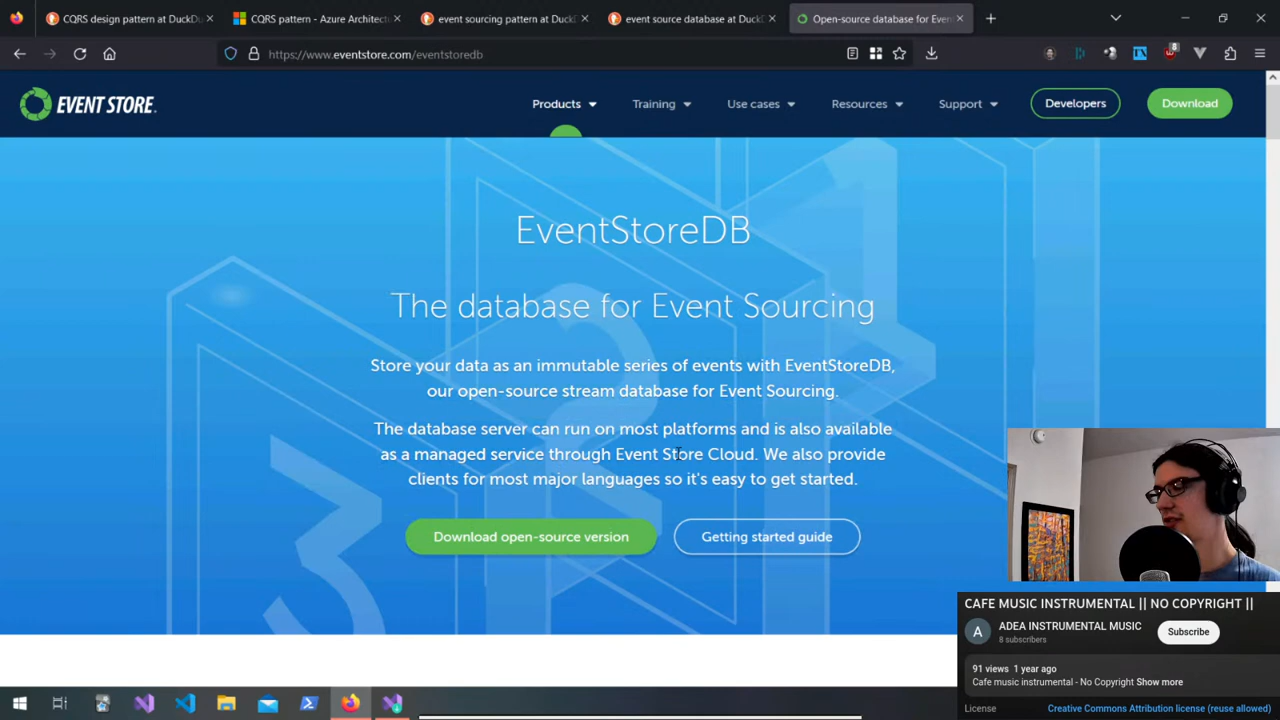 CQRS design pattern at DuckDu
CQRS pattern - Azure Architect
event sourcing pattern at DuckD
event source database at DuckD
Open-source database for Even
https://www.eventstore.com/eventstoredb
8
EVENT STORE
Products
Training
Use cases
Resources
Support
Developers
Download
EventStoreDB
The database for Event Sourcing
Store your data as an immutable series of events with EventStoreDB,
our open-source stream database for Event Sourcing.
The database server can run on most platforms and is also available
as a managed service through Event Store Cloud. We also provide
clients for most major languages so it's easy to get started.
Download open-source version
Getting started guide
CAFE MUSIC INSTRUMENTAL || NO COPYRIGHT ||
A
ADEA INSTRUMENTAL MUSIC
8 subscribers
Subscribe
91 views 1 year ago
Cafe music instrumental - No Copyright Show more
License
Creative Commons Attribution license (reuse allowed)